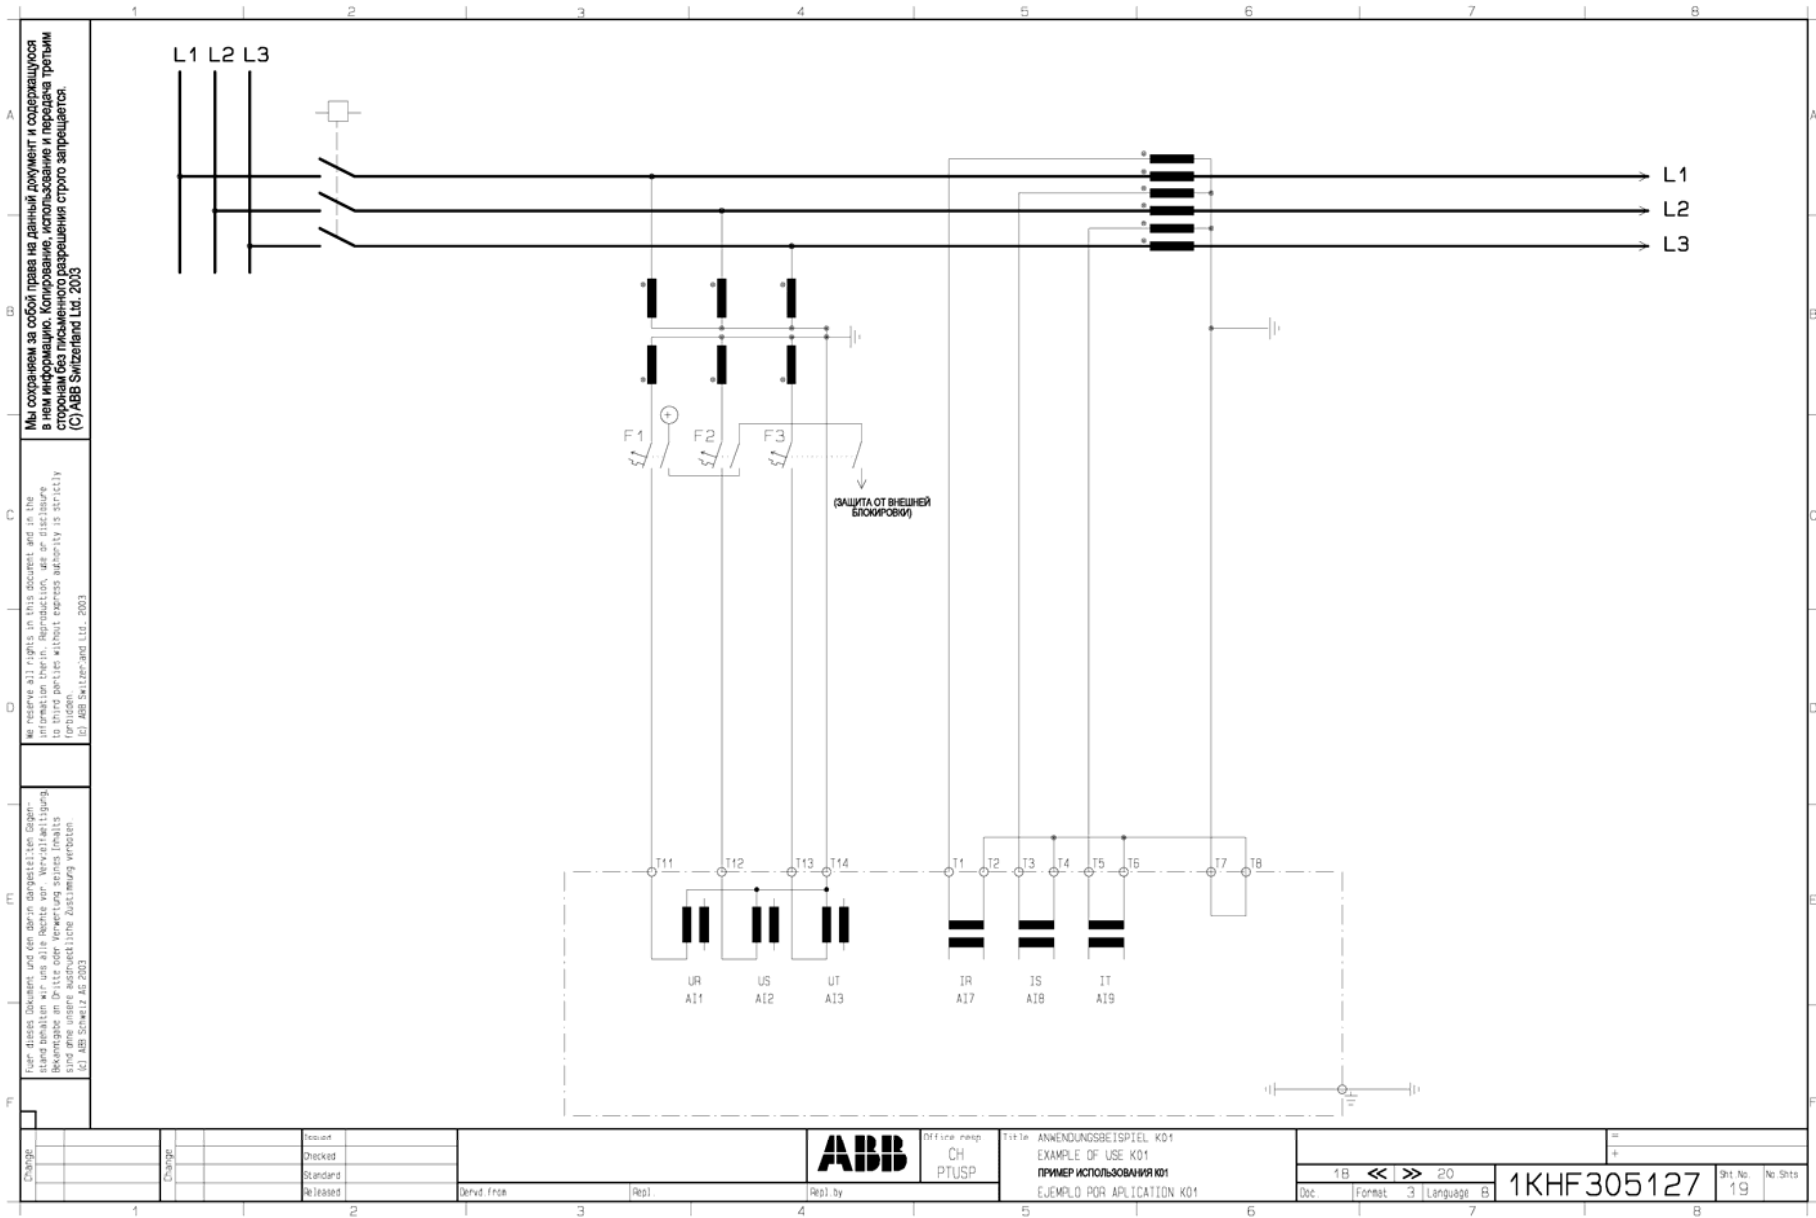 1 2 3 4 5 6 7 8
A
B
C
D
E
F
A
B
C
D
E
F
Мы сохраняем за собой права на данный документ и содержащуюся
в нем информацию. Копирование, использование и передача третьим
сторонам без письменного разрешения строго запрещается.
(C) ABB Switzerland Ltd. 2003
We reserve all rights in this document and in the
information therin. Reproduction, use or disclosure
to third parties without express authority is strictly
forbidden.
(c) ABB Switzerland Ltd. 2003
Fuer dieses Dokument und den darin dargestellten Gegen-
stand behalten wir uns alle Rechte vor. Vervielfaeltigung,
Bekanntgabe an Dritte oder Verwertung seines Inhalts
sind ohne unsere ausdrueckliche Zustimmung verboten.
(c) ABB Schweiz AG 2003
L1 L2 L3
L1
L2
L3
F1 F2 F3
(ЗАЩИТА ОТ ВНЕШНЕЙ
БЛОКИРОВКИ)
T11 T12 T13 T14 T1 T2 T3 T4 T5 T6 T7 T8
UR US UT IR IS IT
AI1 AI2 AI3 AI7 AI8 AI9
Change
Change
Issued
Checked
Standard
Released
Dervd.from
Repl.
Repl.by
ABB
Office resp.
CH
PTUSP
Title
ANWENDUNGSBEISPIEL K01
EXAMPLE OF USE K01
ПРИМЕР ИСПОЛЬЗОВАНИЯ K01
EJEMPLO POR APLICATION K01
=
+
18 << >> 20
Doc. Format 3 Language B
1KHF305127
Sht.No. 19
No.Shts
1 2 3 4 5 6 7 8